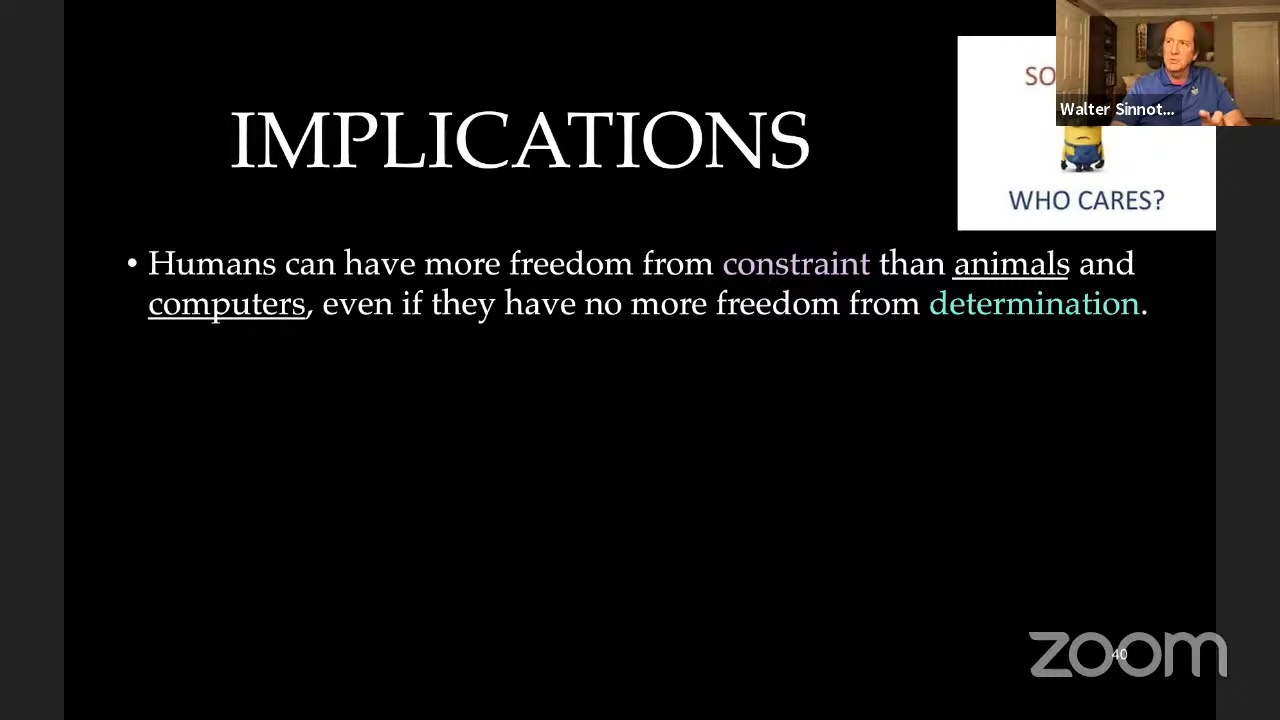 SO
Walter Sinnot...
IMPLICATIONS
WHO CARES?
• Humans can have more freedom from constraint than animals and
computers, even if they have no more freedom from determination.
40
zoom